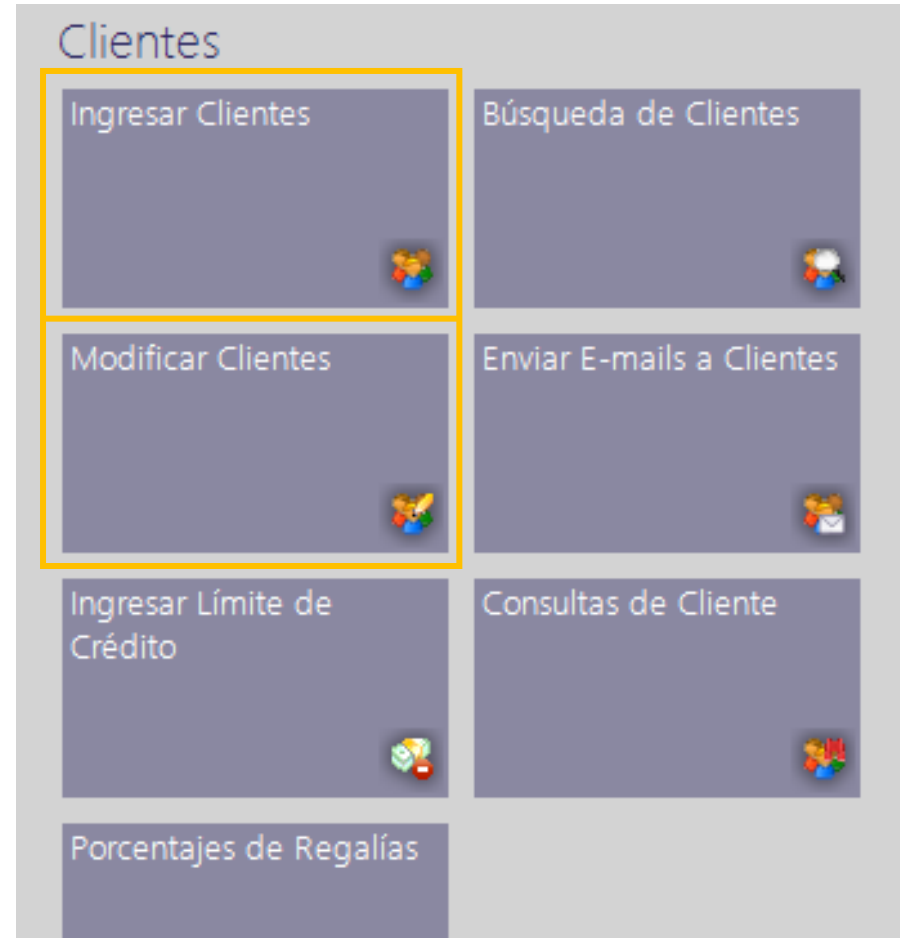 Clientes
Ingresar Clientes
Búsqueda de Clientes
Modificar Clientes
Enviar E-mails a Clientes
Ingresar Límite de
Crédito
Consultas de Cliente
Porcentajes de Regalías